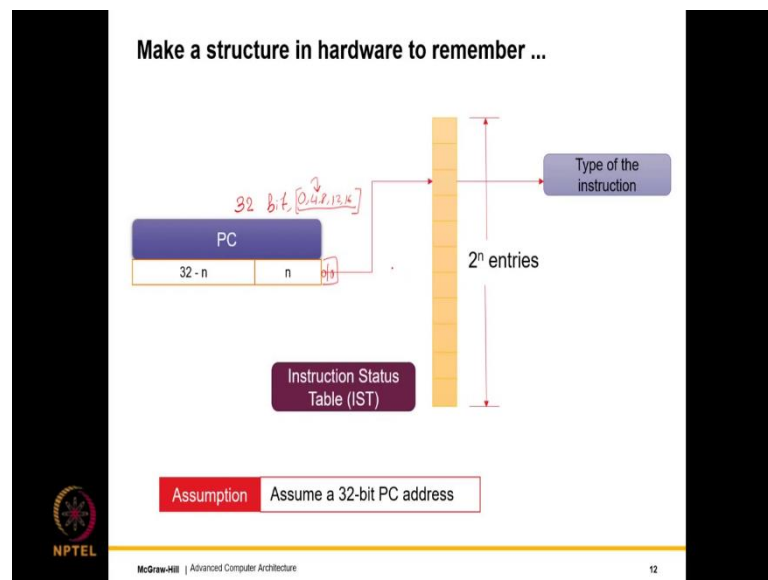 Make a structure in hardware to remember ...
Type of the
instruction
32 bit, [0,4,8,12,16]
PC
32 - n
n
0/0
2ⁿ entries
Instruction Status
Table (IST)
Assumption
Assume a 32-bit PC address
NPTEL
McGraw-Hill | Advanced Computer Architecture
12